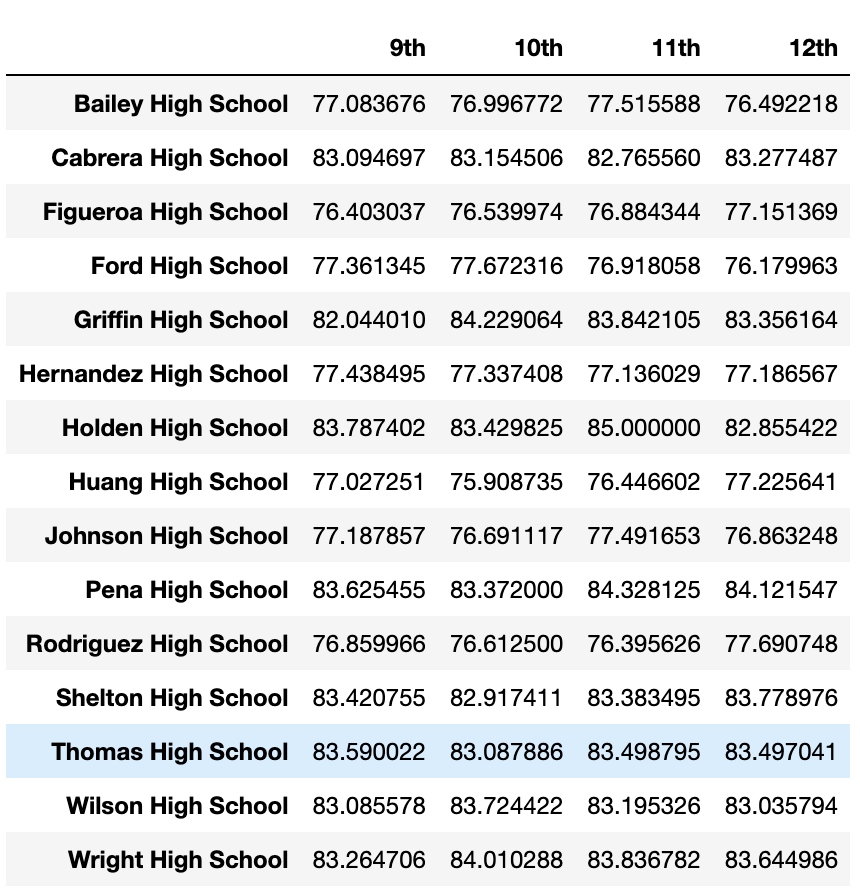 9th 10th 11th 12th
Bailey High School 77.083676 76.996772 77.515588 76.492218
Cabrera High School 83.094697 83.154506 82.765560 83.277487
Figueroa High School 76.403037 76.539974 76.884344 77.151369
Ford High School 77.361345 77.672316 76.918058 76.179963
Griffin High School 82.044010 84.229064 83.842105 83.356164
Hernandez High School 77.438495 77.337408 77.136029 77.186567
Holden High School 83.787402 83.429825 85.000000 82.855422
Huang High School 77.027251 75.908735 76.446602 77.225641
Johnson High School 77.187857 76.691117 77.491653 76.863248
Pena High School 83.625455 83.372000 84.328125 84.121547
Rodriguez High School 76.859966 76.612500 76.395626 77.690748
Shelton High School 83.420755 82.917411 83.383495 83.778976
Thomas High School 83.590022 83.087886 83.498795 83.497041
Wilson High School 83.085578 83.724422 83.195326 83.035794
Wright High School 83.264706 84.010288 83.836782 83.644986